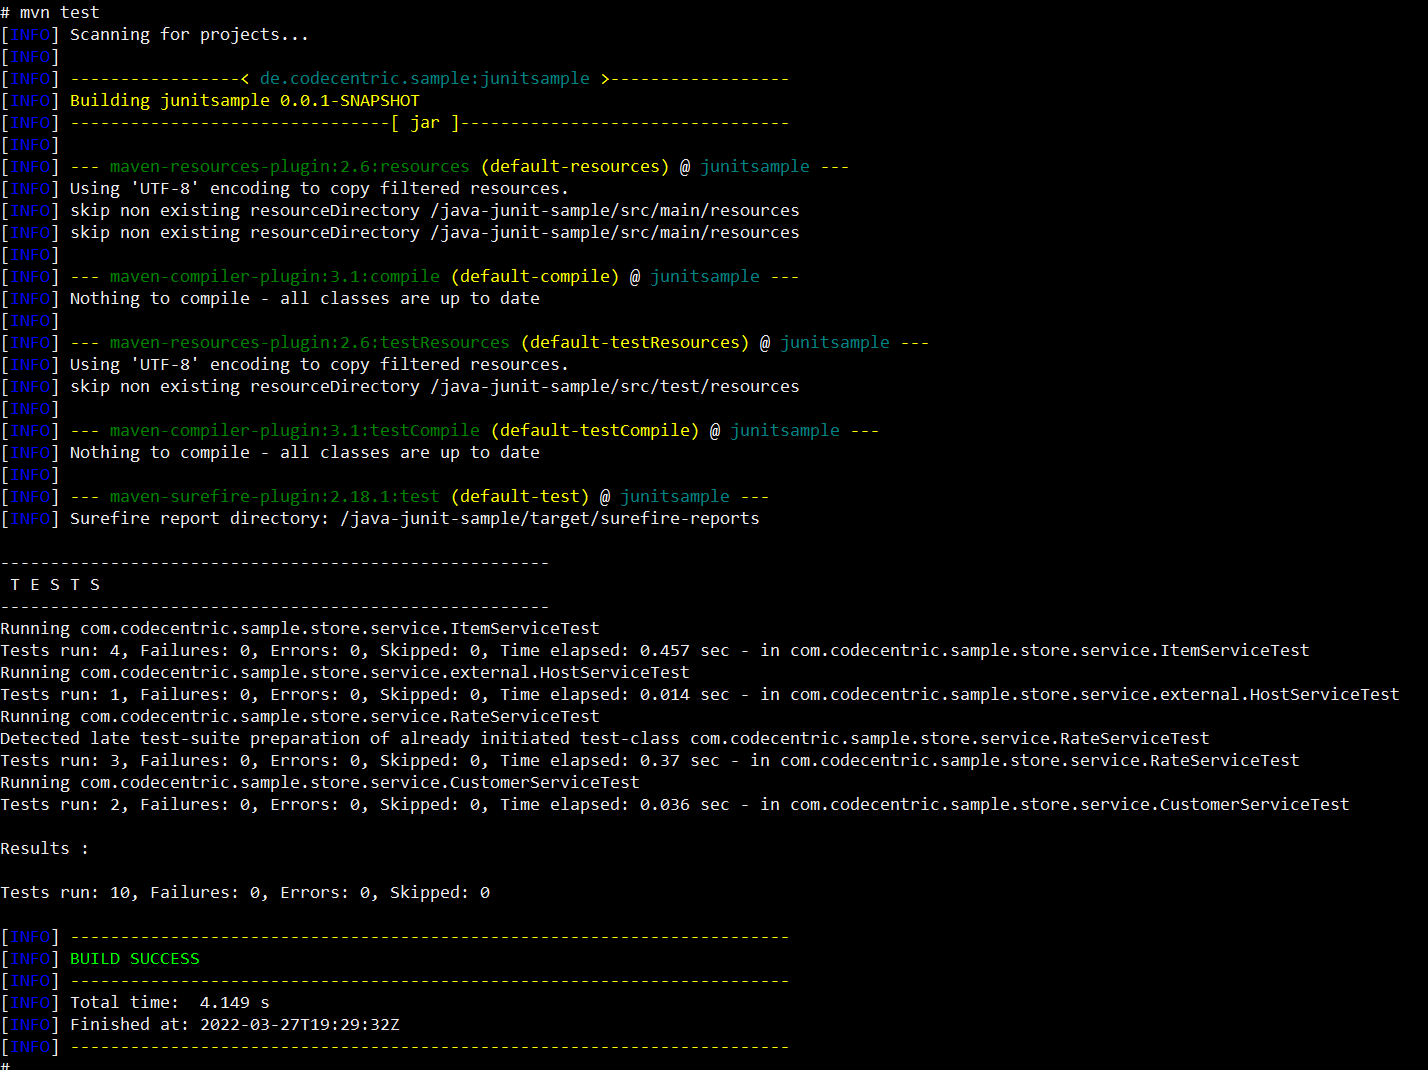 # mvn test
[INFO] Scanning for projects...
[INFO]
[INFO] -----------------< de.codecentric.sample:junitsample >------------------
[INFO] Building junitsample 0.0.1-SNAPSHOT
[INFO] --------------------------------[ jar ]---------------------------------
[INFO]
[INFO] --- maven-resources-plugin:2.6:resources (default-resources) @ junitsample ---
[INFO] Using 'UTF-8' encoding to copy filtered resources.
[INFO] skip non existing resourceDirectory /java-junit-sample/src/main/resources
[INFO] skip non existing resourceDirectory /java-junit-sample/src/main/resources
[INFO]
[INFO] --- maven-compiler-plugin:3.1:compile (default-compile) @ junitsample ---
[INFO] Nothing to compile - all classes are up to date
[INFO]
[INFO] --- maven-resources-plugin:2.6:testResources (default-testResources) @ junitsample ---
[INFO] Using 'UTF-8' encoding to copy filtered resources.
[INFO] skip non existing resourceDirectory /java-junit-sample/src/test/resources
[INFO]
[INFO] --- maven-compiler-plugin:3.1:testCompile (default-testCompile) @ junitsample ---
[INFO] Nothing to compile - all classes are up to date
[INFO]
[INFO] --- maven-surefire-plugin:2.18.1:test (default-test) @ junitsample ---
[INFO] Surefire report directory: /java-junit-sample/target/surefire-reports
-------------------------------------------------------
T E S T S
-------------------------------------------------------
Running com.codecentric.sample.store.service.ItemServiceTest
Tests run: 4, Failures: 0, Errors: 0, Skipped: 0, Time elapsed: 0.457 sec - in com.codecentric.sample.store.service.ItemServiceTest
Running com.codecentric.sample.store.service.external.HostServiceTest
Tests run: 1, Failures: 0, Errors: 0, Skipped: 0, Time elapsed: 0.014 sec - in com.codecentric.sample.store.service.external.HostServiceTest
Running com.codecentric.sample.store.service.RateServiceTest
Detected late test-suite preparation of already initiated test-class com.codecentric.sample.store.service.RateServiceTest
Tests run: 3, Failures: 0, Errors: 0, Skipped: 0, Time elapsed: 0.37 sec - in com.codecentric.sample.store.service.RateServiceTest
Running com.codecentric.sample.store.service.CustomerServiceTest
Tests run: 2, Failures: 0, Errors: 0, Skipped: 0, Time elapsed: 0.036 sec - in com.codecentric.sample.store.service.CustomerServiceTest
Results :
Tests run: 10, Failures: 0, Errors: 0, Skipped: 0
[INFO] ------------------------------------------------------------------------
[INFO] BUILD SUCCESS
[INFO] ------------------------------------------------------------------------
[INFO] Total time:  4.149 s
[INFO] Finished at: 2022-03-27T19:29:32Z
[INFO] ------------------------------------------------------------------------
#